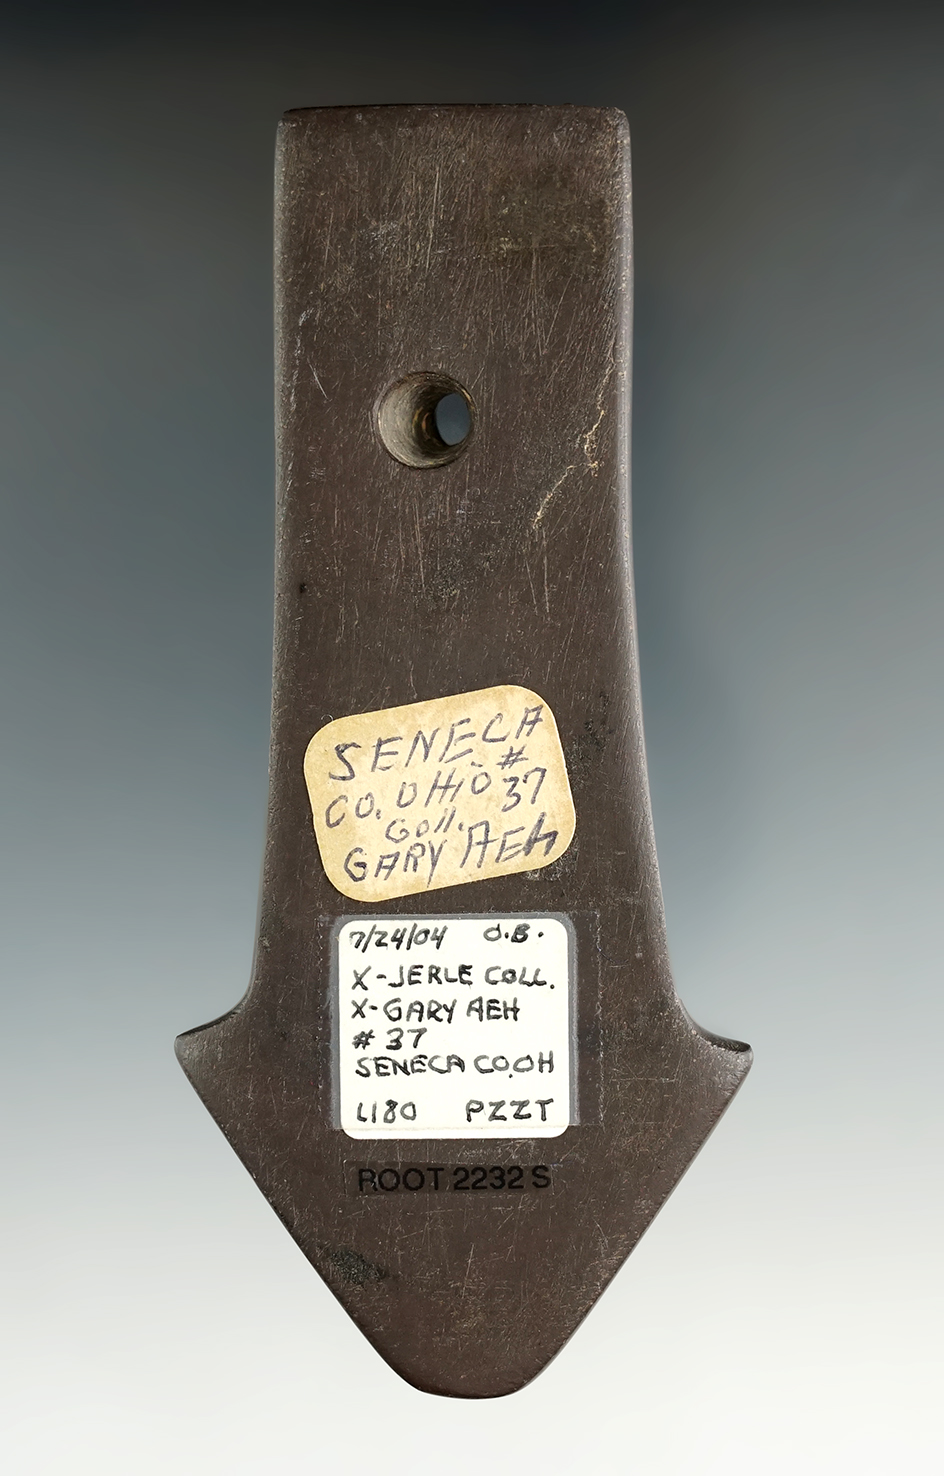 SENECA
CO. OHIO #37
Coll.
GARY AEH
7/24/04 O.B.
X-JERLE COLL.
X-GARY AEH
# 37
SENECA CO, OH
L180 PZZT
ROOT 2232 S